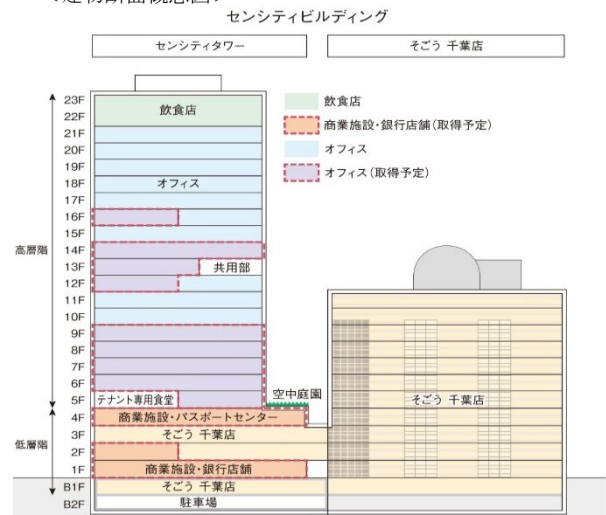 センシティビルディング
センシティタワー
そごう 千葉店
23F
22F
21F
20F
19F
18F
17F
16F
15F
14F
13F
12F
11F
10F
9F
8F
7F
6F
5F
4F
3F
2F
1F
B1F
B2F
高層階
低層階
飲食店
オフィス
共用部
テナント専用食堂
空中庭園
商業施設・パスポートセンター
そごう 千葉店
商業施設・銀行店舗
そごう 千葉店
駐車場
飲食店
商業施設・銀行店舗(取得予定)
オフィス
オフィス(取得予定)
そごう 千葉店